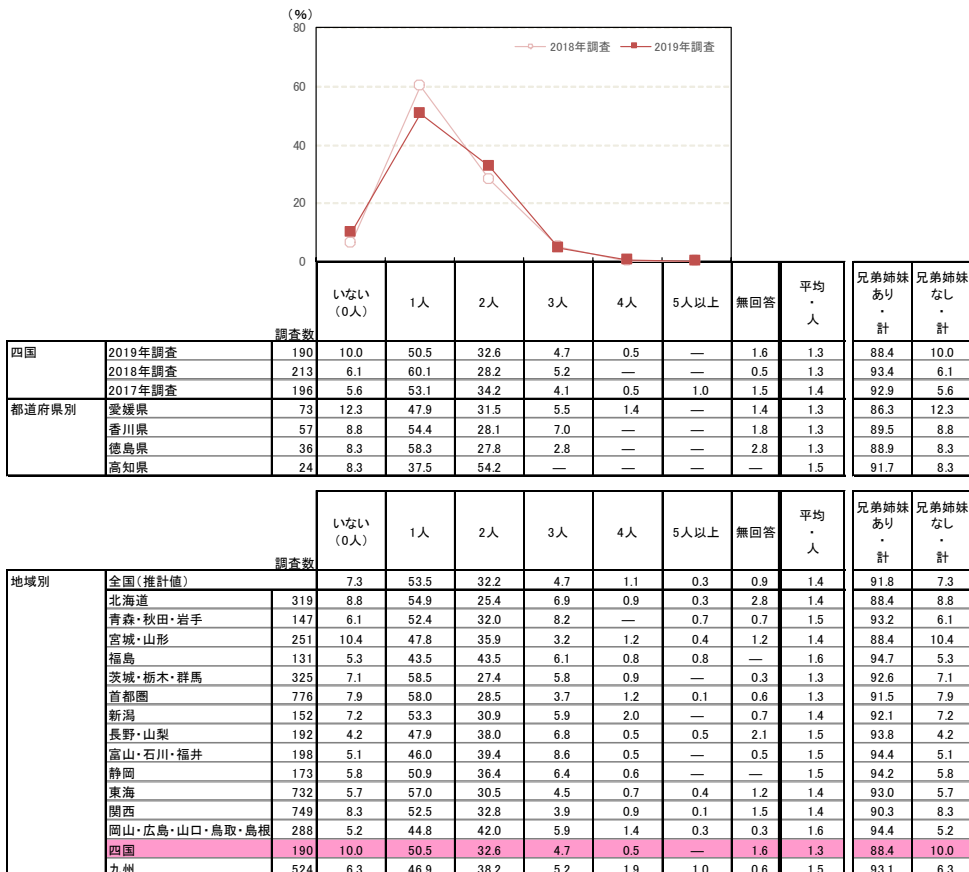 (%)
80
60
40
20
0
2018年調査 2019年調査
調査数 いない(0人) 1人 2人 3人 4人 5人以上 無回答 平均・人 兄弟姉妹あり・計 兄弟姉妹なし・計
四国 2019年調査 190 10.0 50.5 32.6 4.7 0.5 — 1.6 1.3 88.4 10.0
2018年調査 213 6.1 60.1 28.2 5.2 — — 0.5 1.3 93.4 6.1
2017年調査 196 5.6 53.1 34.2 4.1 0.5 1.0 1.5 1.4 92.9 5.6
都道府県別 愛媛県 73 12.3 47.9 31.5 5.5 1.4 — 1.4 1.3 86.3 12.3
香川県 57 8.8 54.4 28.1 7.0 — — 1.8 1.3 89.5 8.8
徳島県 36 8.3 58.3 27.8 2.8 — — 2.8 1.3 88.9 8.3
高知県 24 8.3 37.5 54.2 — — — — 1.5 91.7 8.3
調査数 いない(0人) 1人 2人 3人 4人 5人以上 無回答 平均・人 兄弟姉妹あり・計 兄弟姉妹なし・計
地域別 全国(推計値) 7.3 53.5 32.2 4.7 1.1 0.3 0.9 1.4 91.8 7.3
北海道 319 8.8 54.9 25.4 6.9 0.9 0.3 2.8 1.4 88.4 8.8
青森・秋田・岩手 147 6.1 52.4 32.0 8.2 — 0.7 0.7 1.5 93.2 6.1
宮城・山形 251 10.4 47.8 35.9 3.2 1.2 0.4 1.2 1.4 88.4 10.4
福島 131 5.3 43.5 43.5 6.1 0.8 0.8 — 1.6 94.7 5.3
茨城・栃木・群馬 325 7.1 58.5 27.4 5.8 0.9 — 0.3 1.3 92.6 7.1
首都圏 776 7.9 58.0 28.5 3.7 1.2 0.1 0.6 1.3 91.5 7.9
新潟 152 7.2 53.3 30.9 5.9 2.0 — 0.7 1.4 92.1 7.2
長野・山梨 192 4.2 47.9 38.0 6.8 0.5 0.5 2.1 1.5 93.8 4.2
富山・石川・福井 198 5.1 46.0 39.4 8.6 0.5 — 0.5 1.5 94.4 5.1
静岡 173 5.8 50.9 36.4 6.4 0.6 — — 1.5 94.2 5.8
東海 732 5.7 57.0 30.5 4.5 0.7 0.4 1.2 1.4 93.0 5.7
関西 749 8.3 52.5 32.8 3.9 0.9 0.1 1.5 1.4 90.3 8.3
岡山・広島・山口・鳥取・島根 288 5.2 44.8 42.0 5.9 1.4 0.3 0.3 1.6 94.4 5.2
四国 190 10.0 50.5 32.6 4.7 0.5 — 1.6 1.3 88.4 10.0
九州 524 6.3 46.9 38.2 5.2 1.9 1.0 0.6 1.5 93.1 6.3